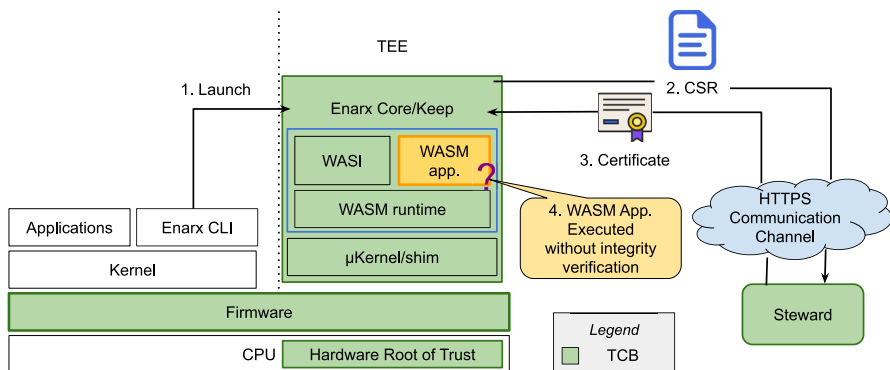 TEE
1. Launch
2. CSR
Enarx Core/Keep
3. Certificate
WASI
WASM
app.
?
WASM runtime
4. WASM App.
Executed
without integrity
verification
HTTPS
Communication
Channel
Applications
Enarx CLI
Kernel
µKernel/shim
Firmware
Steward
CPU
Hardware Root of Trust
Legend
TCB